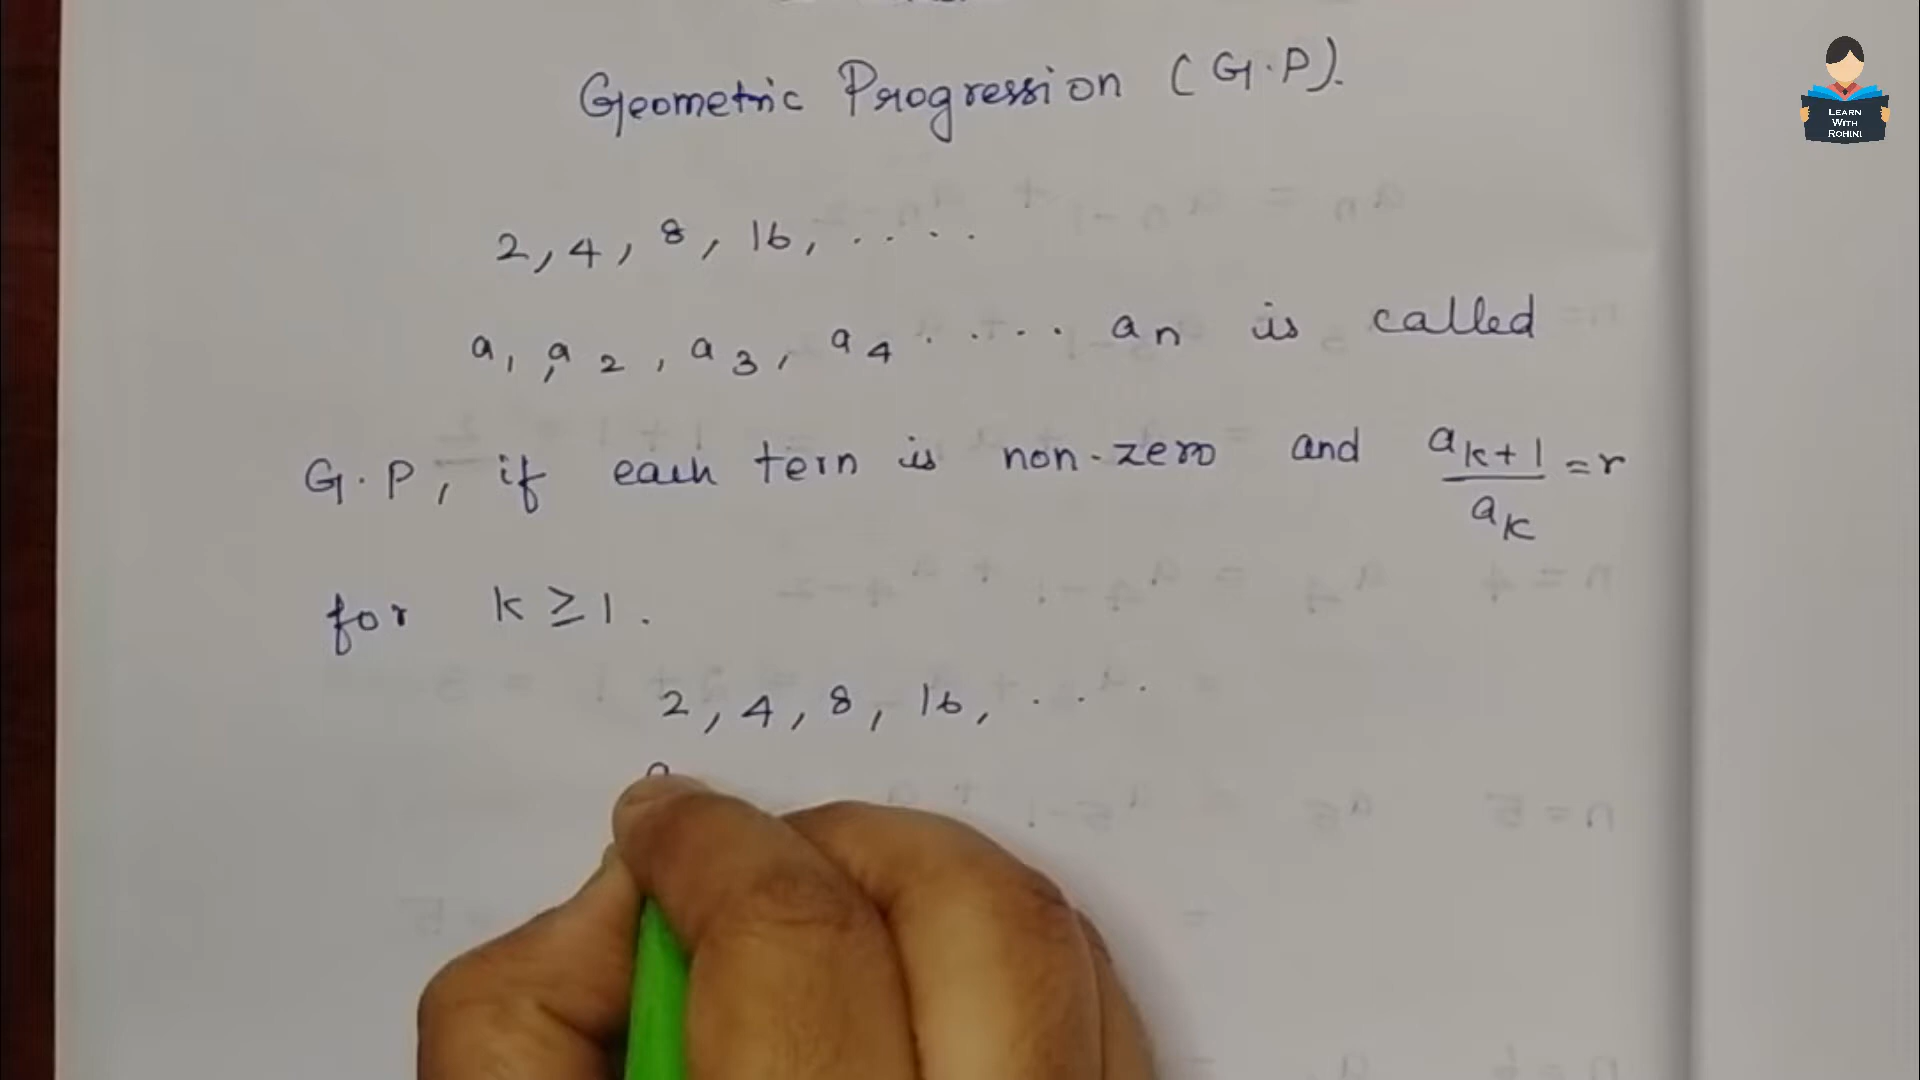 Geometric Progression (G.P).
2, 4, 8, 16, ....
a1, a2, a3, a4 ..... an is called
G.P, if each term is non-zero and ak+1/ak = r
for k ≥ 1.
2, 4, 8, 16, ...
LEARN
WITH
ROHINI